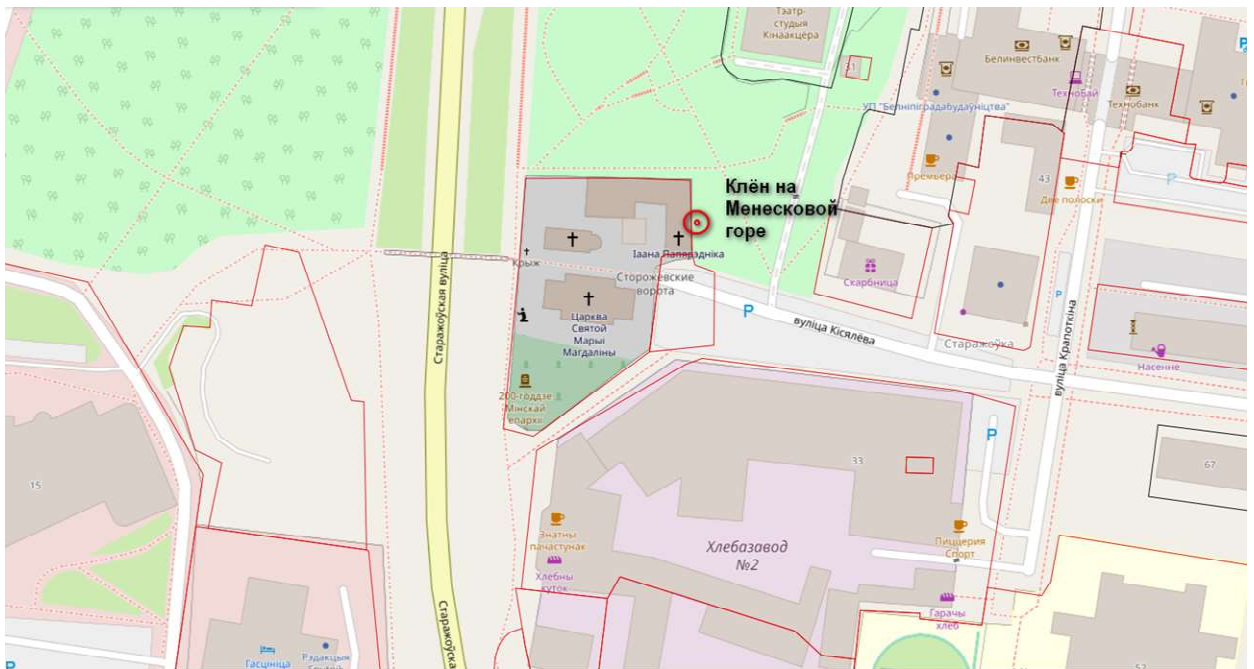 Тэатр-
студыя
Кінаакцёра
31
Белинвестбанк
Технобай
Технобанк
УП "Белніпіградабудаўніцтва"
Премьера
43
Две полоски
Клён на
Менесковой
горе
Іаана Папярэдніка
Крыж
Сторожевские
ворота
Скарбніца
Царква
Святой
Марыі
Магдаліны
200-годдзе
Мінскай
епархіі
Старажоўская вуліца
P
вуліца Кісялёва
Старажоўка
вуліца Крапоткіна
Насенне
P
P
P
15
33
67
Знатны
пачастунак
Хлебны
куток
Хлебазавод
№2
Пиццерия
Спорт
Гарачы
хлеб
Гасцініца
Рэдакцыя
52
P